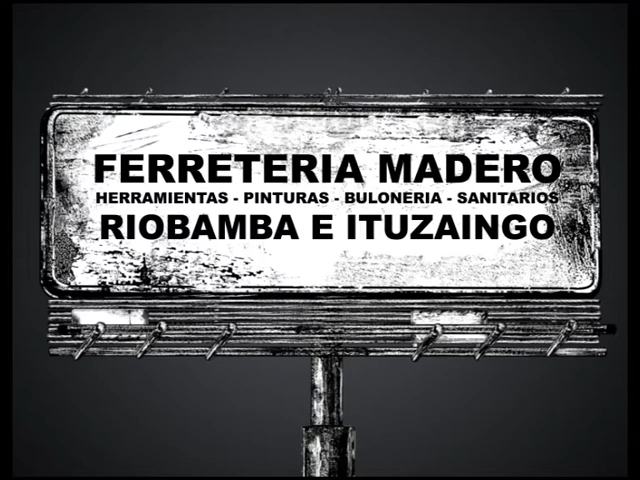 FERRETERIA MADERO
HERRAMIENTAS - PINTURAS - BULONERIA - SANITARIOS
RIOBAMBA E ITUZAINGO